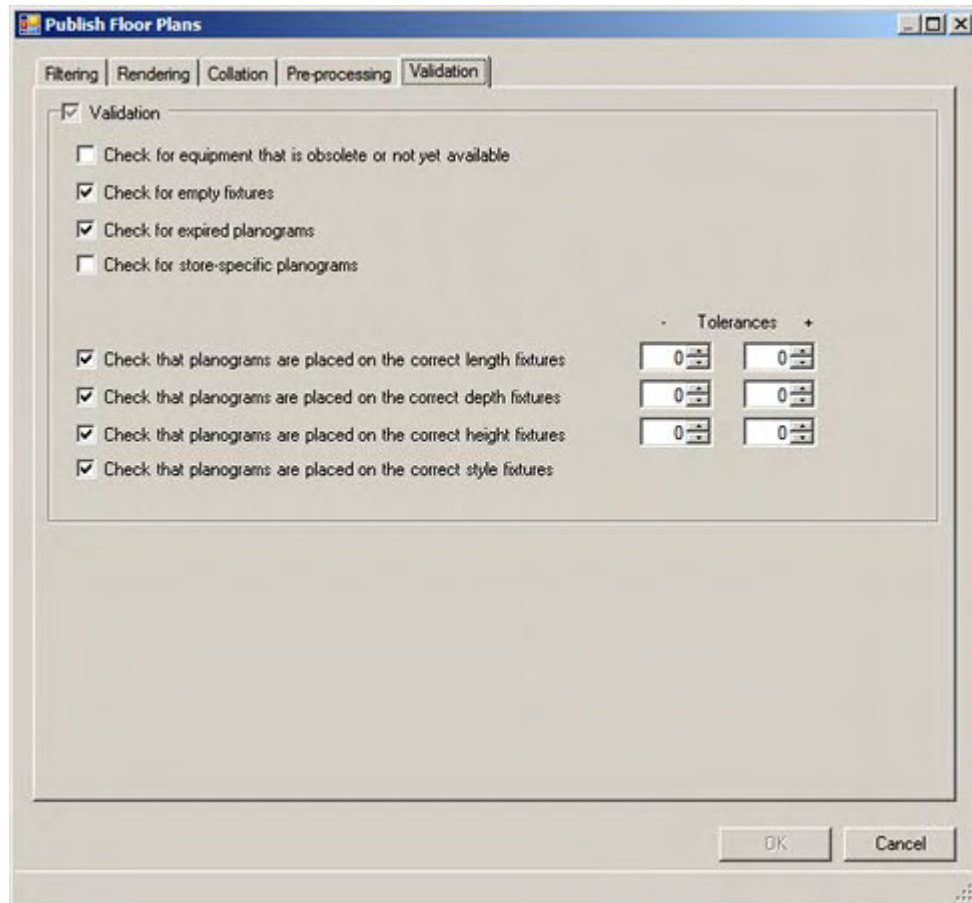 Publish Floor Plans
Filtering Rendering Collation Pre-processing Validation
Validation
Check for equipment that is obsolete or not yet available
Check for empty fixtures
Check for expired planograms
Check for store-specific planograms
- Tolerances +
Check that planograms are placed on the correct length fixtures 0 0
Check that planograms are placed on the correct depth fixtures 0 0
Check that planograms are placed on the correct height fixtures 0 0
Check that planograms are placed on the correct style fixtures
OK Cancel